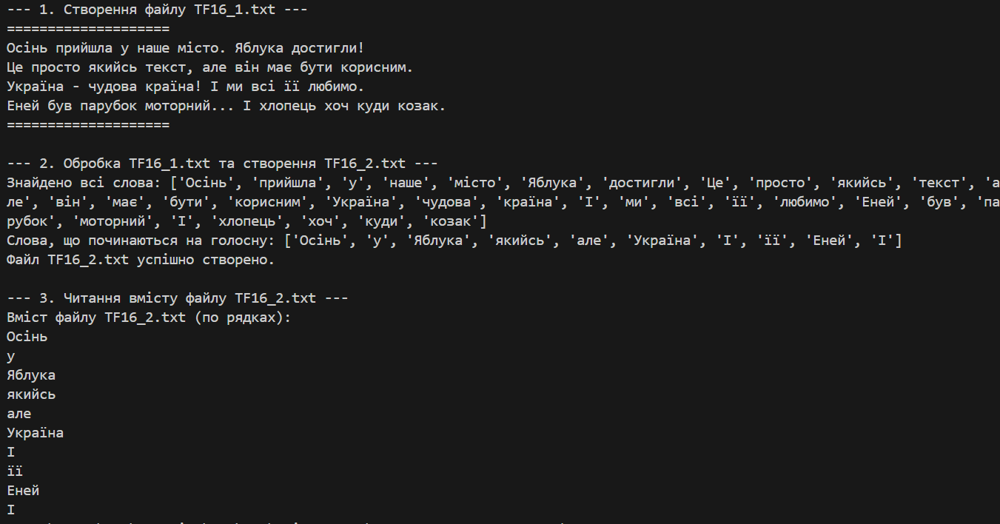 --- 1. Створення файлу TF16_1.txt ---
====================
Осінь прийшла у наше місто. Яблука достигли!
Це просто якийсь текст, але він має бути корисним.
Україна - чудова країна! І ми всі її любимо.
Еней був парубок моторний... І хлопець хоч куди козак.
====================
--- 2. Обробка TF16_1.txt та створення TF16_2.txt ---
Знайдено всі слова: ['Осінь', 'прийшла', 'у', 'наше', 'місто', 'Яблука', 'достигли', 'Це', 'просто', 'якийсь', 'текст', 'а
ле', 'він', 'має', 'бути', 'корисним', 'Україна', 'чудова', 'країна', 'І', 'ми', 'всі', 'її', 'любимо', 'Еней', 'був', 'па
рубок', 'моторний', 'І', 'хлопець', 'хоч', 'куди', 'козак']
Слова, що починаються на голосну: ['Осінь', 'у', 'Яблука', 'якийсь', 'але', 'Україна', 'І', 'її', 'Еней', 'І']
Файл TF16_2.txt успішно створено.
--- 3. Читання вмісту файлу TF16_2.txt ---
Вміст файлу TF16_2.txt (по рядках):
Осінь
у
Яблука
якийсь
але
Україна
І
її
Еней
І